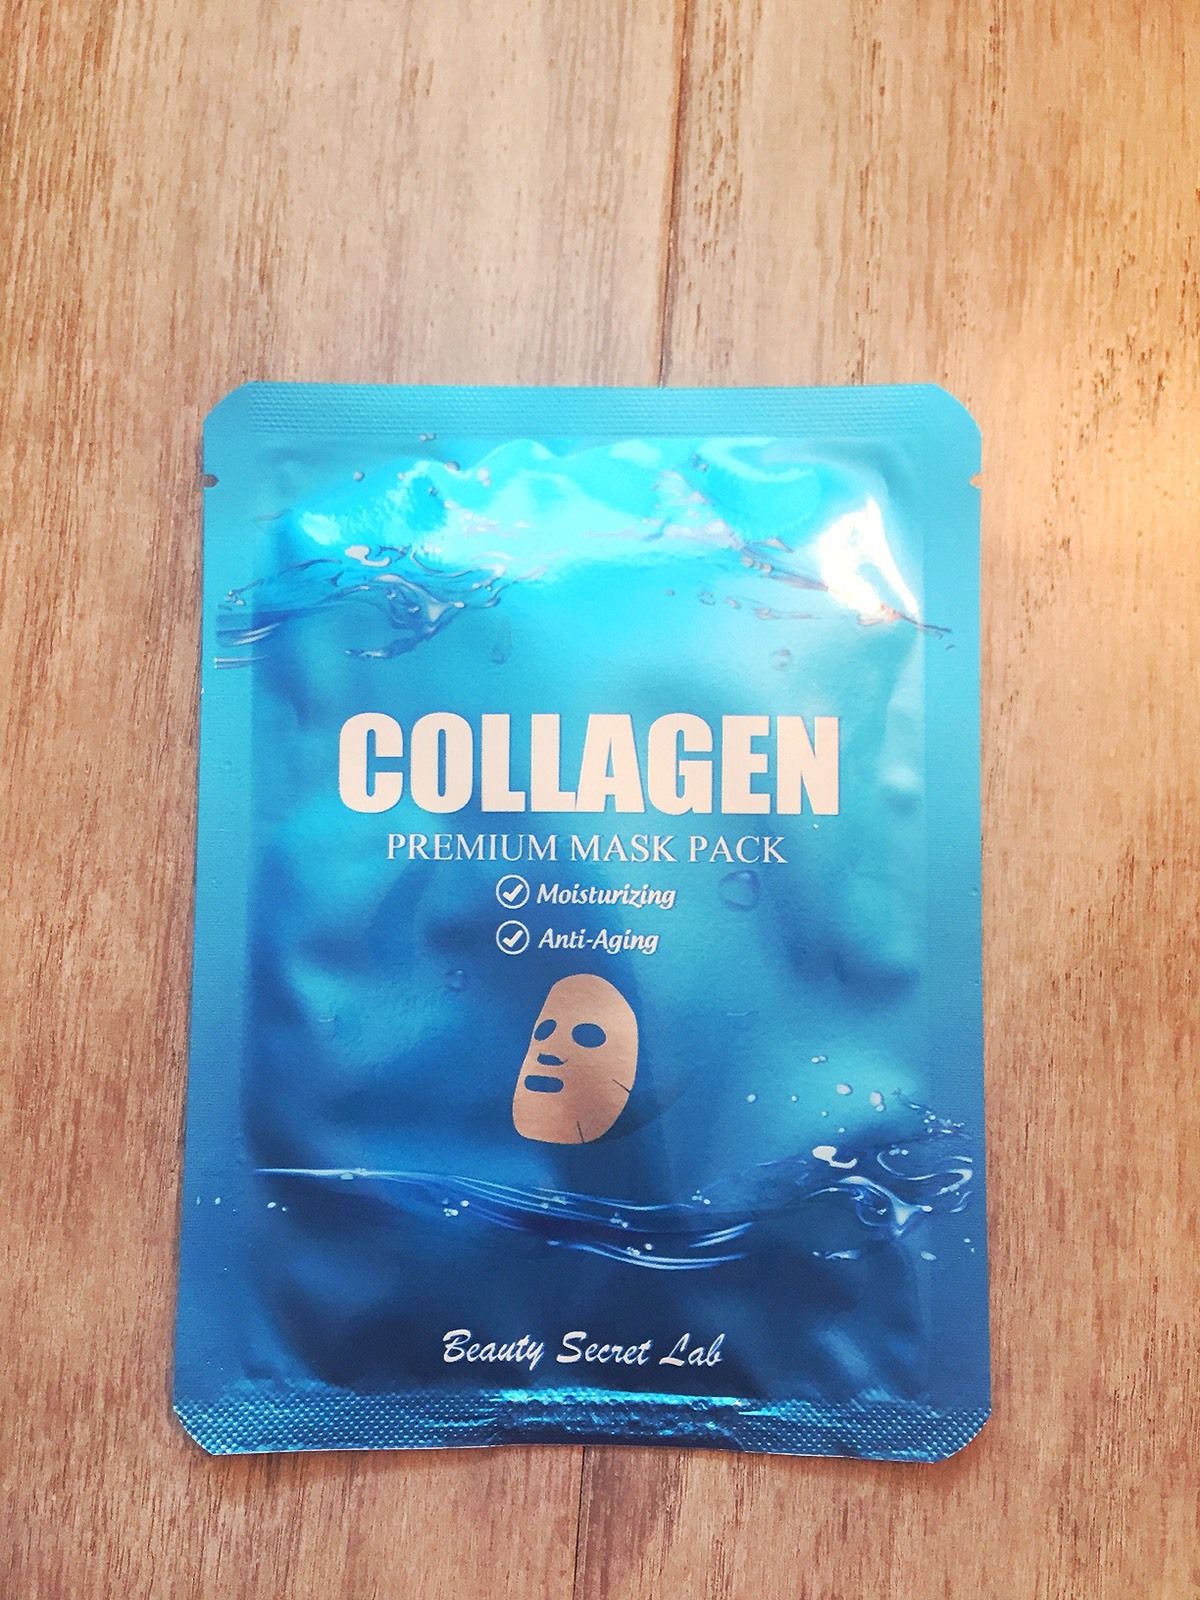 COLLAGEN
PREMIUM MASK PACK
Moisturizing
Anti-Aging
Beauty Secret Lab